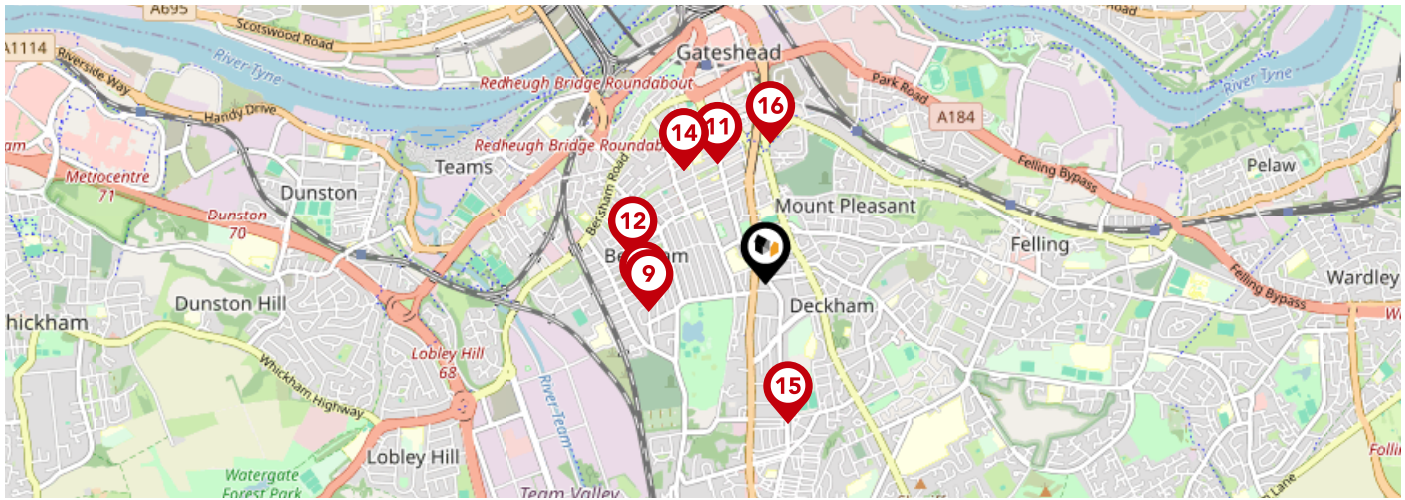 A695
Scotswood Road
A1114
Riverside Way
River Tyne
Gateshead
Redheugh Bridge Roundabout
Park Road
River Tyne
Handy Drive
16
A184
11
14
Redheugh Bridge Rounda
Felling Bypass
Metrocentre
71
Teams
Dunston
Pelaw
Bensham Road
Mount Pleasant
Dunston
70
12
Felling
9
Felling Bypass
Wardley
Dunston Hill
Deckham
hickham
Lobley Hill
68
Whickham Highway
River Team
15
Lobley Hill
Watergate
Forest Park
Team Valley
Lane